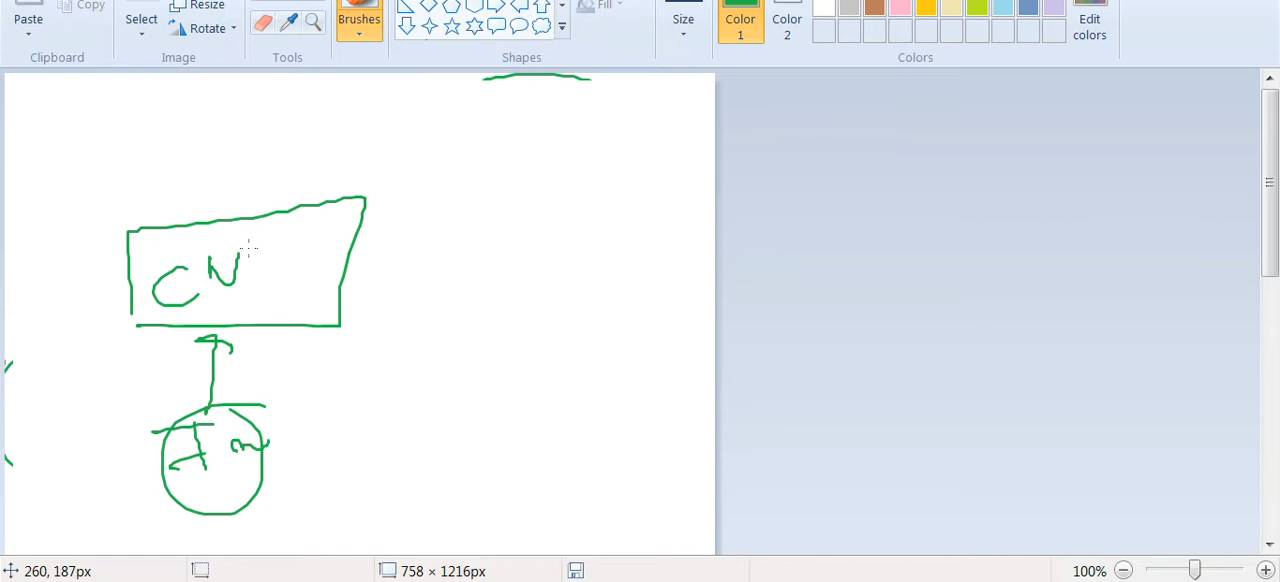 Paste
Copy
Select
Resize
Rotate
Brushes
Fill
Size
Color 1
Color 2
Edit colors
Clipboard
Image
Tools
Shapes
Colors
CN
260, 187px
758 × 1216px
100%